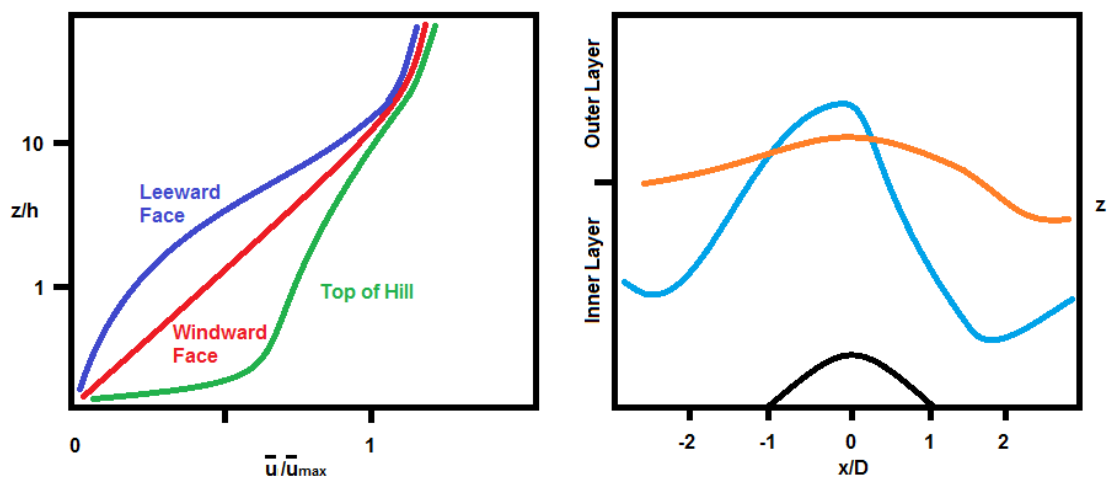 10
z/h
1
Leeward
Face
Windward
Face
Top of Hill
0
1
u/umax
Outer Layer
Inner Layer
z
-2
-1
0
1
2
x/D